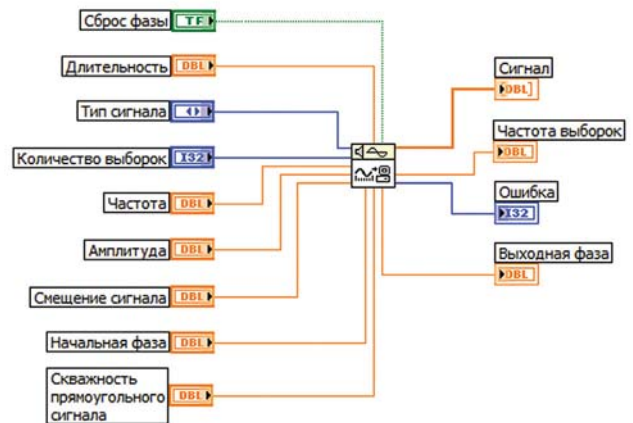 Сброс фазы
TF
Длительность
DBL
Тип сигнала
Количество выборок
I32
Частота
DBL
Амплитуда
DBL
Смещение сигнала
DBL
Начальная фаза
DBL
Скважность
прямоугольного
сигнала
DBL
Сигнал
[DBL]
Частота выборок
DBL
Ошибка
I32
Выходная фаза
DBL